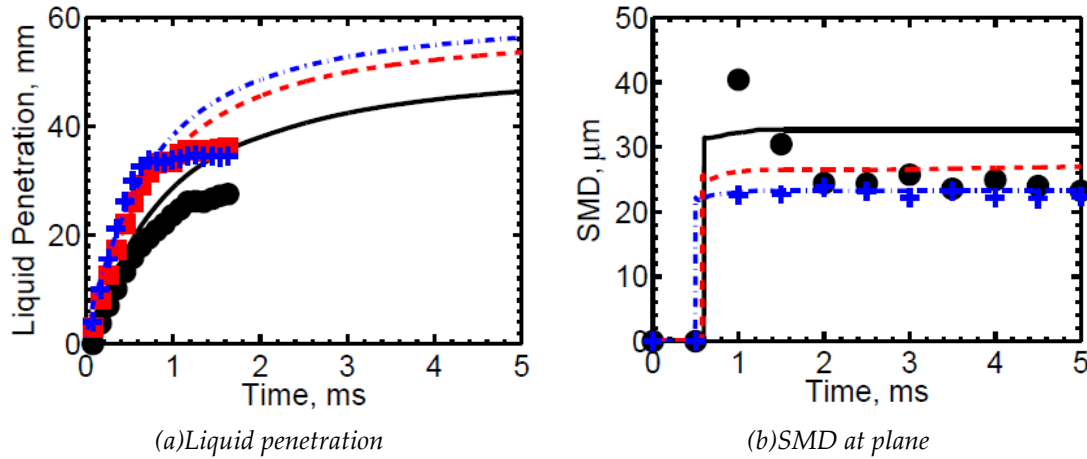 Liquid Penetration, mm
60
40
20
0
0 1 2 3 4 5
Time, ms
(a)Liquid penetration
SMD, μm
50
40
30
20
10
0
0 1 2 3 4 5
Time, ms
(b)SMD at plane